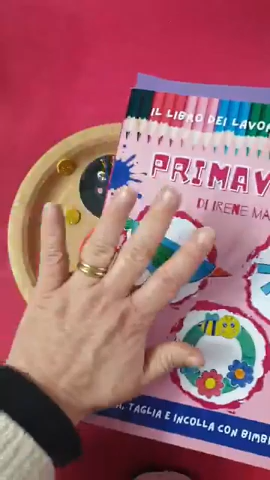 IL LIBRO DEI LAVOR
PRIMAV
DI IRENE MA
, TAGLIA E INCOLLA CON BIMB